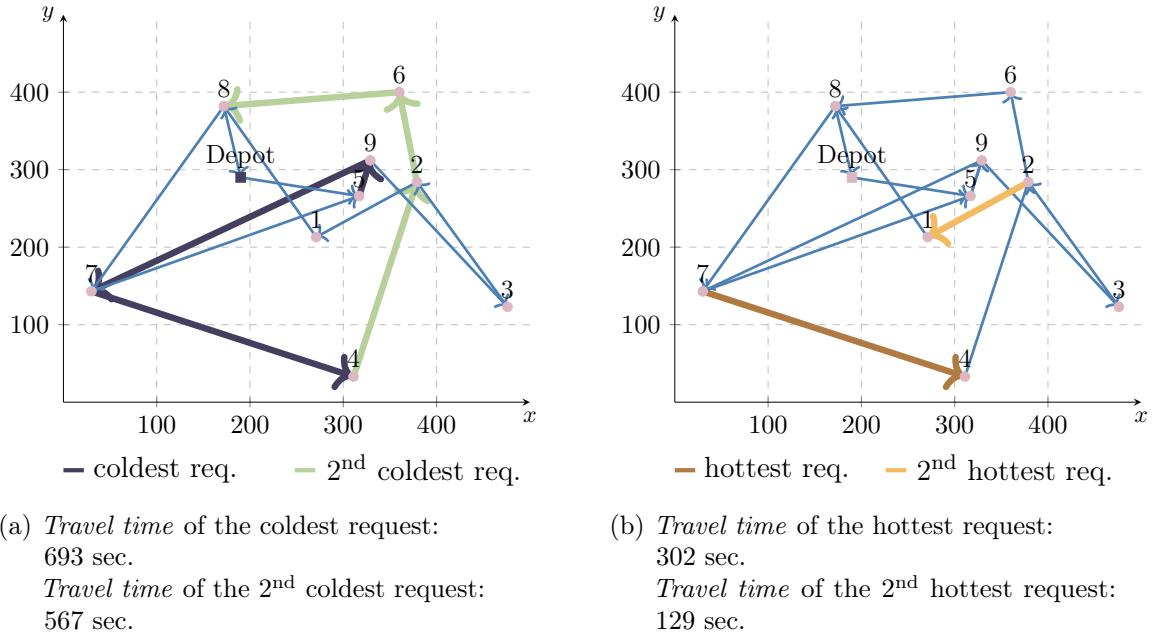 y
400
300
200
100
100
200
300
400
x
8
6
Depot
9
5
2
1
7
3
4
coldest req.
2nd coldest req.
(a) Travel time of the coldest request:
693 sec.
Travel time of the 2nd coldest request:
567 sec.
y
400
300
200
100
100
200
300
400
x
8
6
Depot
9
5
2
1
7
3
4
hottest req.
2nd hottest req.
(b) Travel time of the hottest request:
302 sec.
Travel time of the 2nd hottest request:
129 sec.